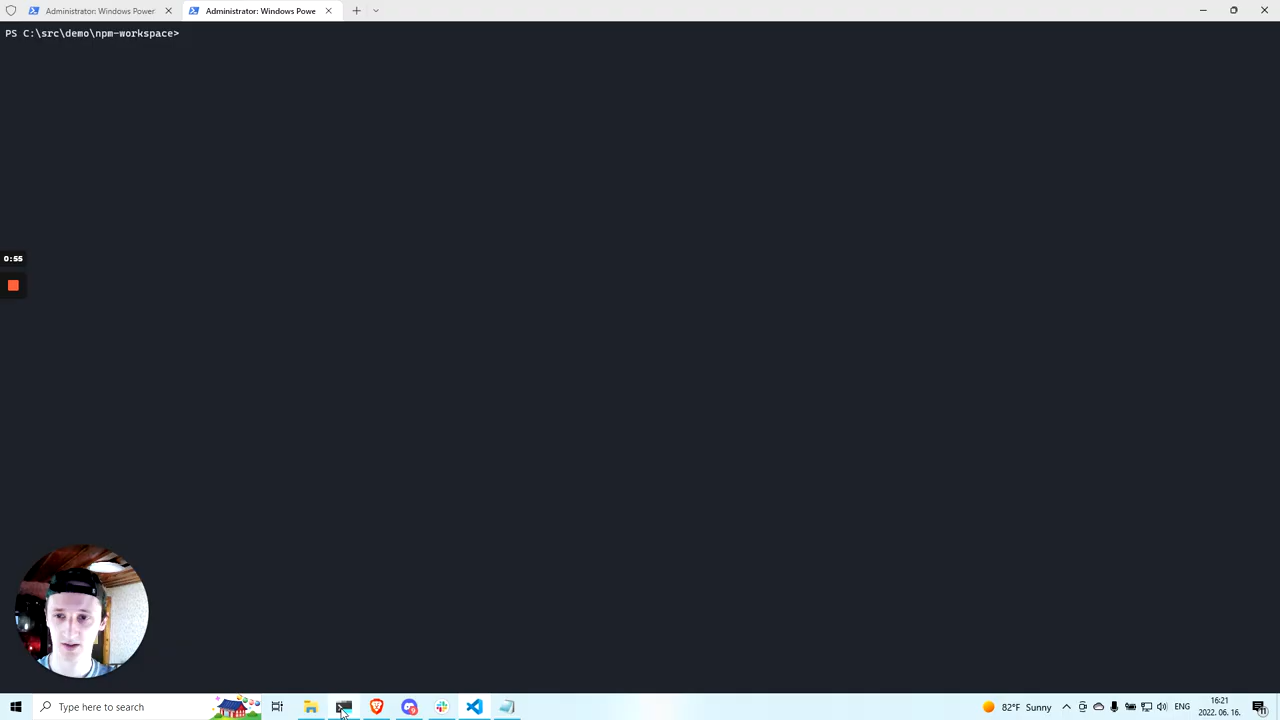 Administrator: Windows Power
Administrator: Windows Powe
PS C:\src\demo\npm-workspace>
0:55
Type here to search
82°F Sunny
ENG
16:21
2022. 06. 16.